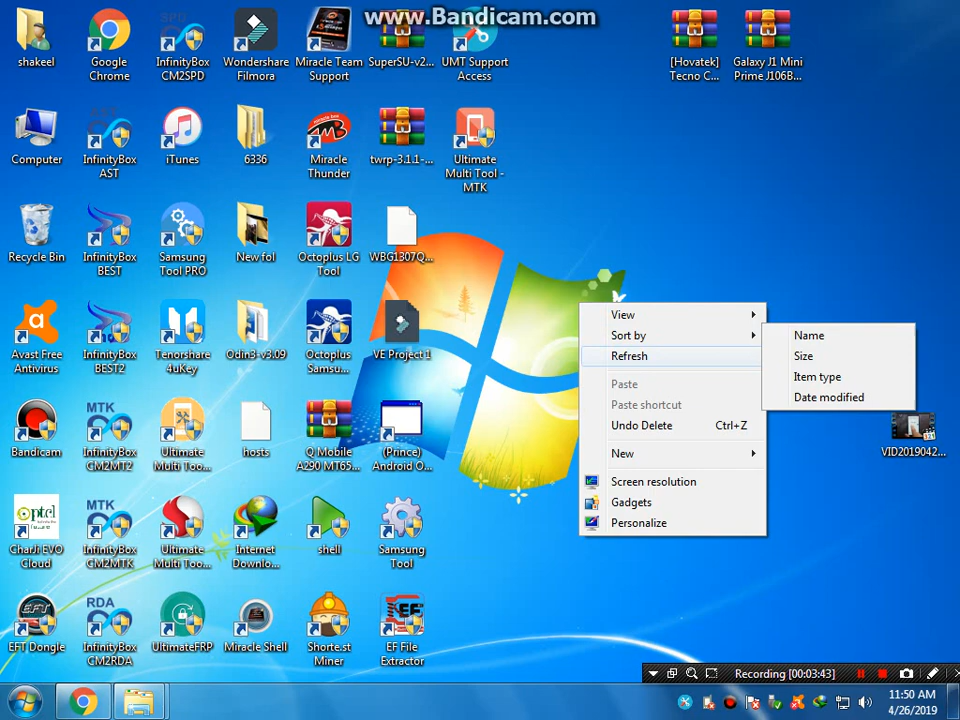 www.Bandicam.com
shakeel
Google
Chrome
InfinityBox
CM2SPD
Wondershare
Filmora
Miracle Team
Support
SuperSU-v2...
UMT Support
Access
[Hovatek]
Tecno C...
Galaxy J1 Mini
Prime J106B...
Computer
InfinityBox
AST
iTunes
6336
Miracle
Thunder
twrp-3.1.1-...
Ultimate
Multi Tool -
MTK
Recycle Bin
InfinityBox
BEST
Samsung
Tool PRO
New fol
Octoplus LG
Tool
WBG1307Q...
Avast Free
Antivirus
InfinityBox
BEST2
Tenorshare
4uKey
Odin3-v3.09
Octoplus
Samsu...
VE Project 1
View
Sort by
Refresh
Paste
Paste shortcut
Undo Delete Ctrl+Z
New
Screen resolution
Gadgets
Personalize
Name
Size
Item type
Date modified
VID2019042...
Bandicam
MTK
InfinityBox
CM2MT2
Ultimate
Multi Too...
hosts
Q Mobile
A290 MT65...
(Prince)
Android O...
ptcl
CharJi EVO
Cloud
MTK
InfinityBox
CM2MTK
Ultimate
Multi Too...
Internet
Downlo...
shell
Samsung
Tool
EFT
EFT Dongle
RDA
InfinityBox
CM2RDA
UltimateFRP
Miracle Shell
Shorte.st
Miner
EF
EF File
Extractor
Recording [00:03:43]
11:50 AM
4/26/2019